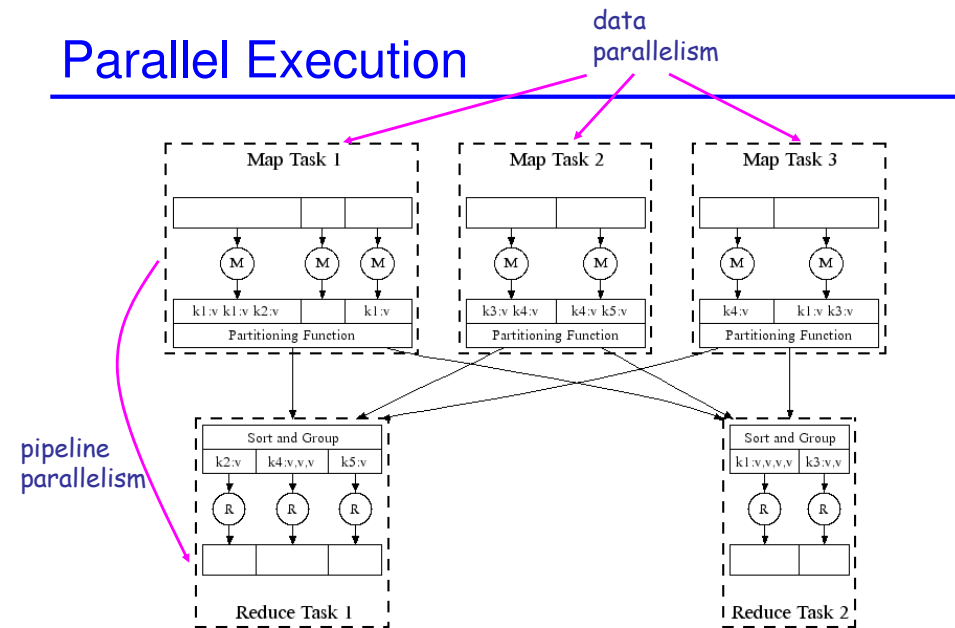 Parallel Execution
data
parallelism
Map Task 1
Map Task 2
Map Task 3
M M M
M M
M M
k1:v k1:v k2:v
k1:v
k3:v k4:v
k4:v k5:v
k4:v
k1:v k3:v
Partitioning Function
Partitioning Function
Partitioning Function
pipeline
parallelism
Sort and Group
k2:v
k4:v,v,v
k5:v
R R R
Reduce Task 1
Sort and Group
k1:v,v,v,v
k3:v,v
R R
Reduce Task 2